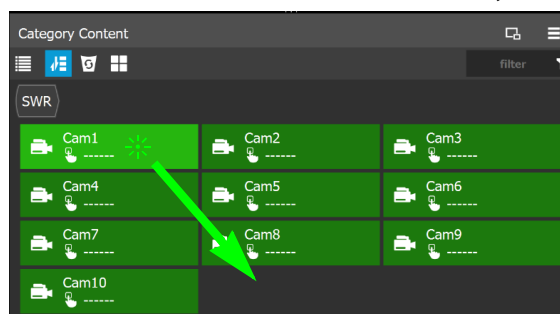 Category Content
filter
SWR
Cam1
------
Cam2
------
Cam3
------
Cam4
------
Cam5
------
Cam6
------
Cam7
------
Cam8
------
Cam9
------
Cam10
------